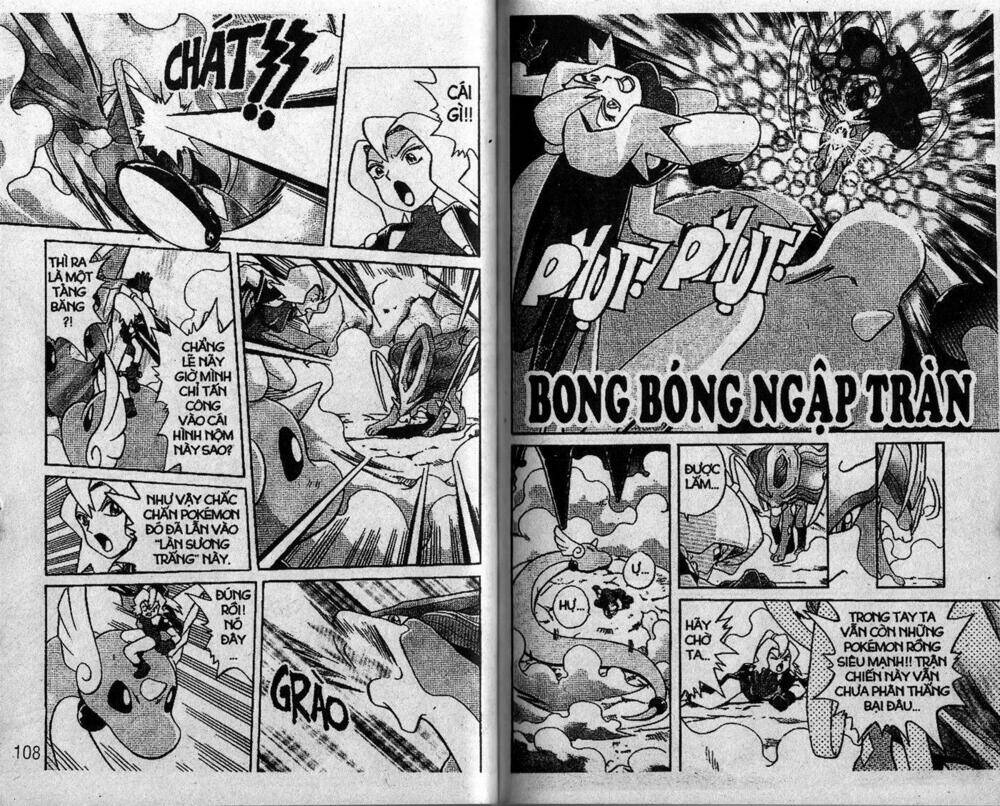 CHÁT!!
CÁI
GÌ!!
THÌ RA
LÀ MỘT
TẢNG
BĂNG
?!
CHẲNG
LẼ NÃY
GIỜ MÌNH
CHỈ TẤN
CÔNG
VÀO CÁI
HÌNH NỘM
NÀY SAO?
NHƯ VẬY CHẮC
CHẮN POKÉMON
ĐÓ ĐÃ LẪN VÀO
"LÀN SƯƠNG
TRẮNG" NÀY.
ĐÚNG
RỒI!!
NÓ
ĐÂY
...
GRÀO
108
PHỤT!
PHỤT!
BONG BÓNG NGẬP TRÀN
ĐƯỢC
LẮM...
Ự...
HỰ...
HÃY
CHỜ
TA...
TRONG TAY TA
VẪN CÒN NHỮNG
POKÉMON RỒNG
SIÊU MẠNH!! TRẬN
CHIẾN NÀY VẪN
CHƯA PHÂN THẮNG
BẠI ĐÂU...